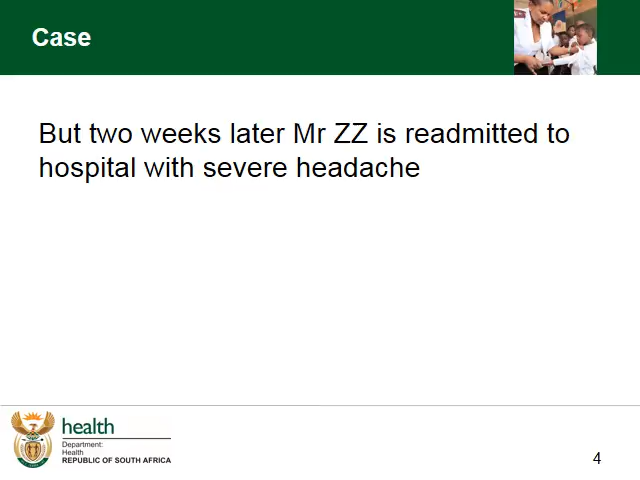 Case
But two weeks later Mr ZZ is readmitted to
hospital with severe headache
health
Department:
Health
REPUBLIC OF SOUTH AFRICA
4